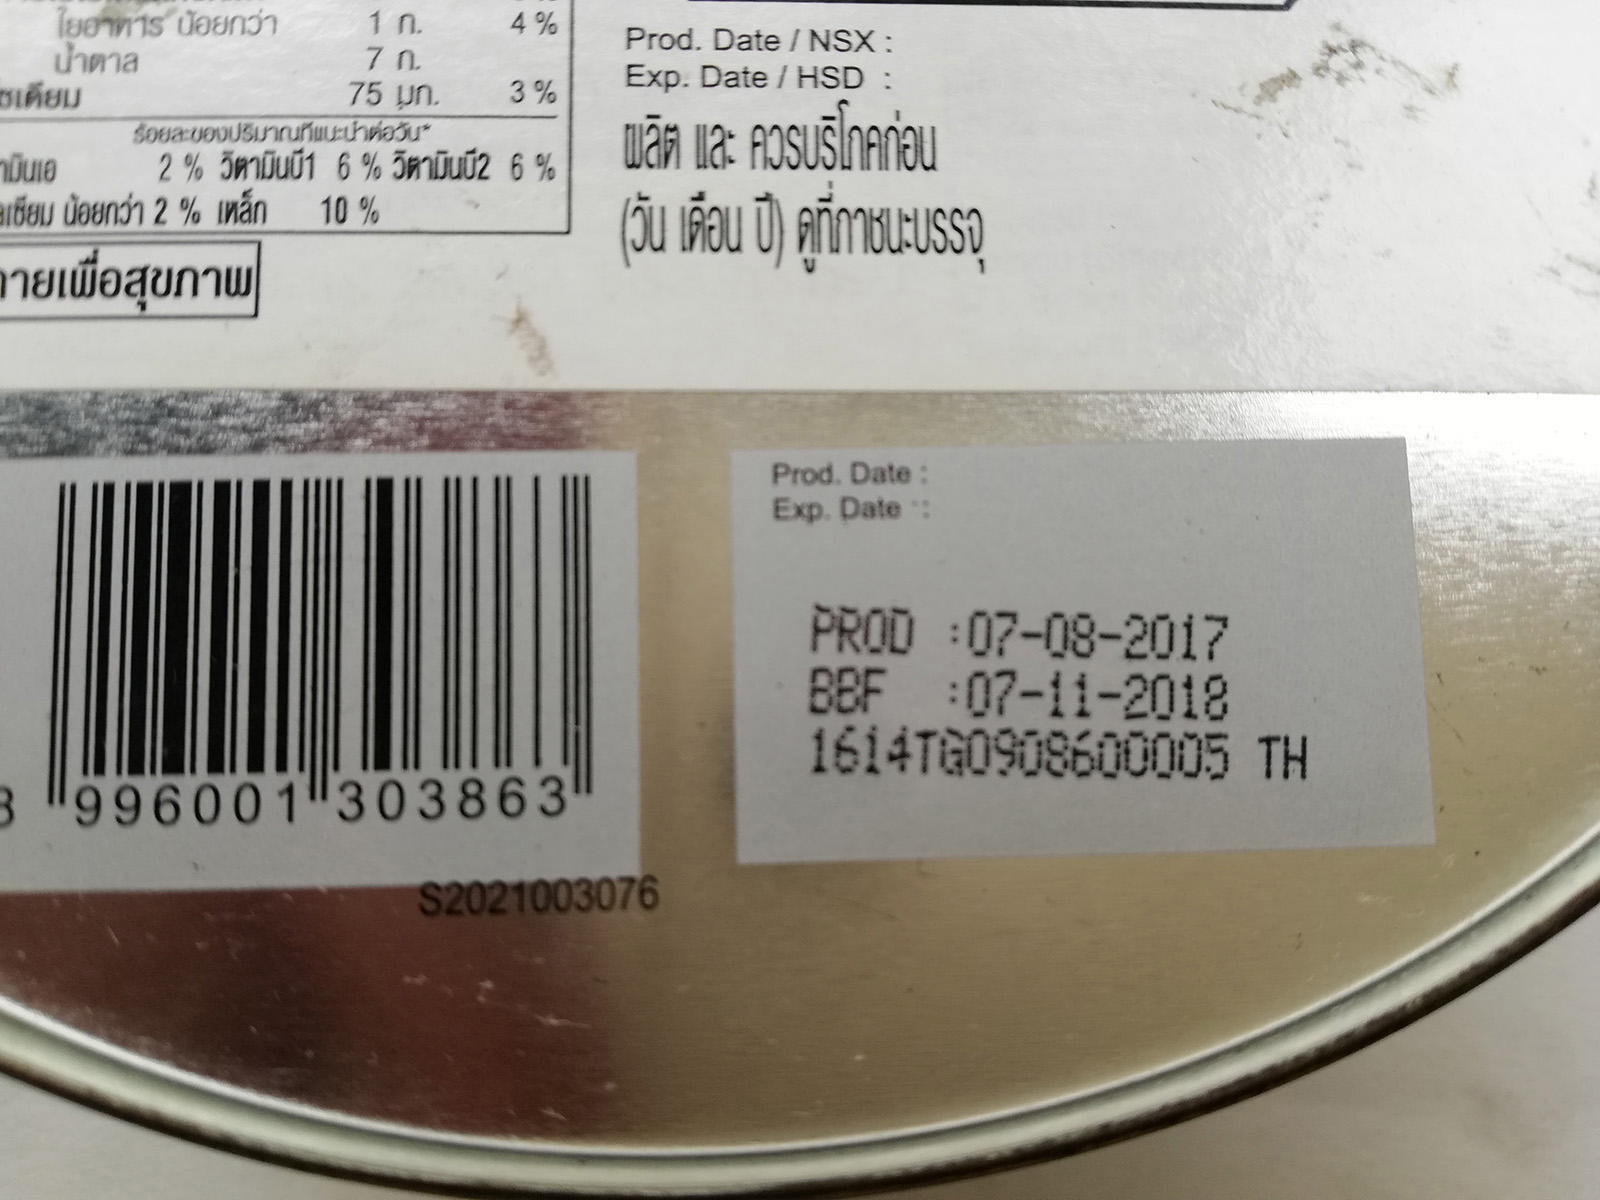 ใยอาหาร น้อยกว่า 1 ก. 4 %
น้ำตาล 7 ก.
75 มก. 3 %
ร้อยละของปริมาณที่แนะนำต่อวัน*
2 % วิตามินบี1 6 % วิตามินบี2 6 %
น้อยกว่า 2 % เหล็ก 10 %
กายเพื่อสุขภาพ
Prod. Date / NSX :
Exp. Date / HSD :
ผลิต และ ควรบริโภคก่อน
(วัน เดือน ปี) ดูที่ภาชนะบรรจุ
8 996001 303863
S2021003076
Prod. Date :
Exp. Date :
PROD :07-08-2017
BBF :07-11-2018
1614TG0908600005 TH